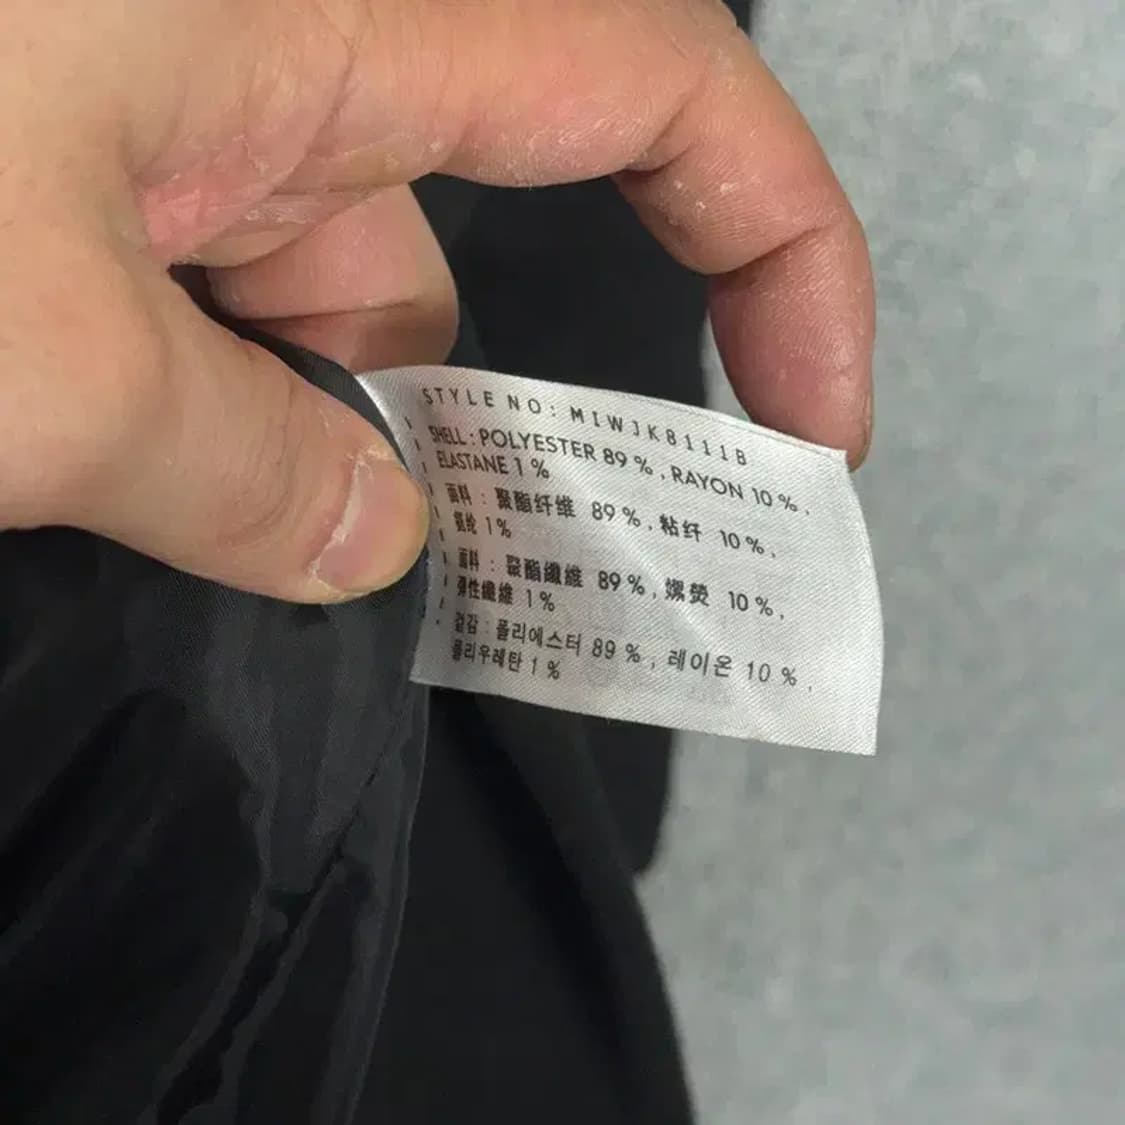 STYLE NO: MIWJK8111B
SHELL : POLYESTER 89 % , RAYON 10 % ,
ELASTANE 1 %
面料 : 聚酯纤维 89 % , 粘纤 10 % ,
氨纶 1%
面料 : 聚酯纖維 89 % , 嫘熒 10 % ,
彈性纖維 1 %
겉감 : 폴리에스터 89 % , 레이온 10 % ,
폴리우레탄 1 %